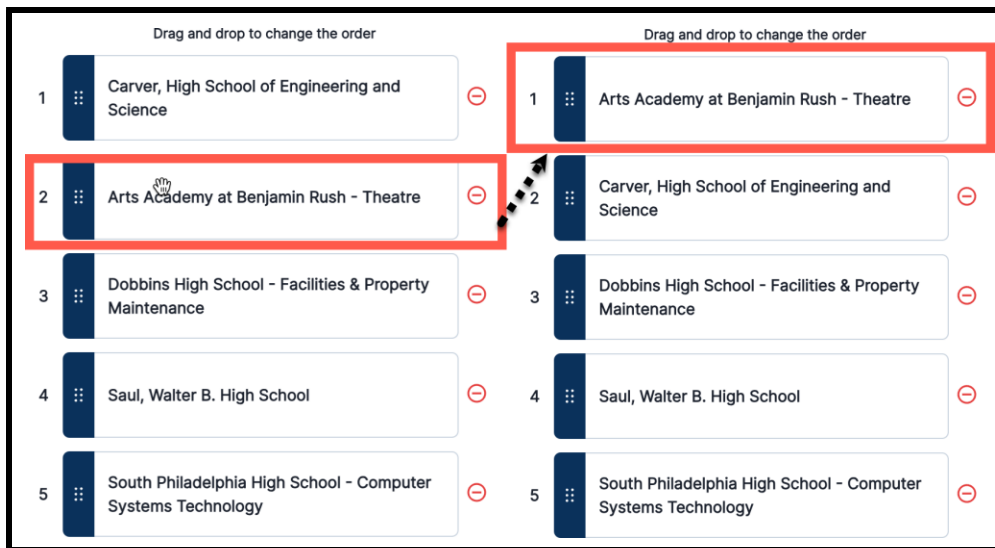 Drag and drop to change the order
1
Carver, High School of Engineering and
Science
2
Arts Academy at Benjamin Rush - Theatre
3
Dobbins High School - Facilities & Property
Maintenance
4
Saul, Walter B. High School
5
South Philadelphia High School - Computer
Systems Technology
Drag and drop to change the order
1
Arts Academy at Benjamin Rush - Theatre
2
Carver, High School of Engineering and
Science
3
Dobbins High School - Facilities & Property
Maintenance
4
Saul, Walter B. High School
5
South Philadelphia High School - Computer
Systems Technology